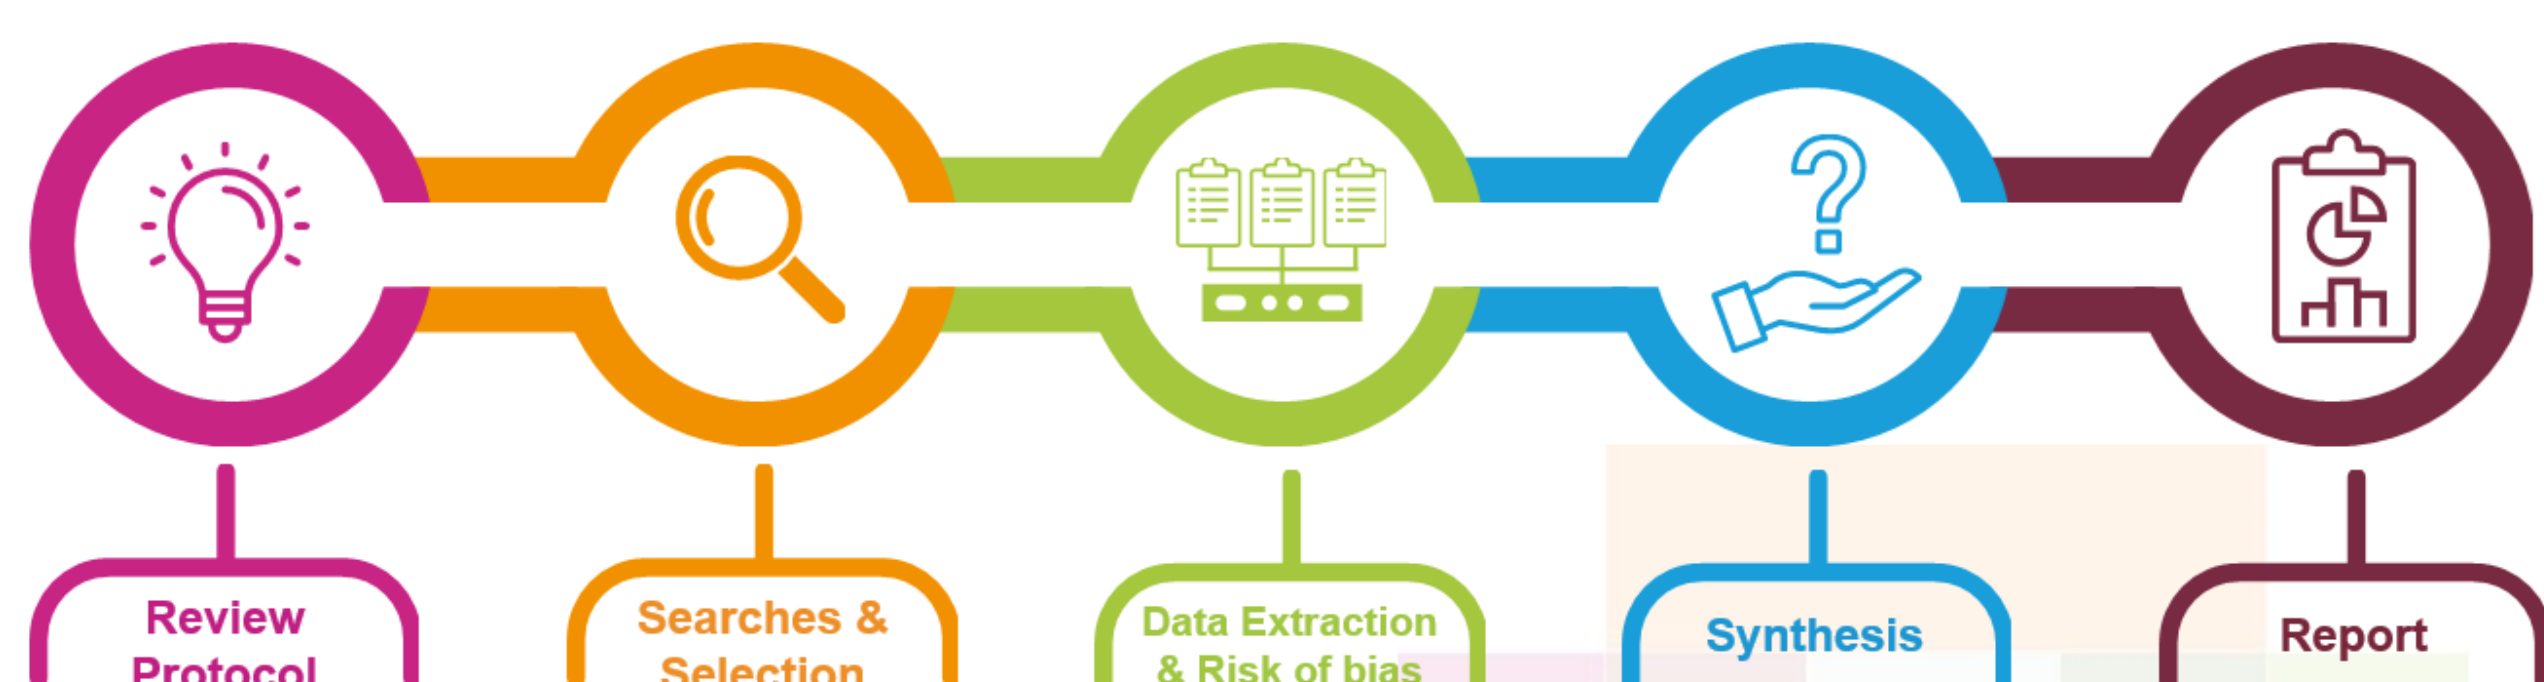 Review
Protocol
Searches &
Selection
Data Extraction
& Risk of bias
Synthesis
Report